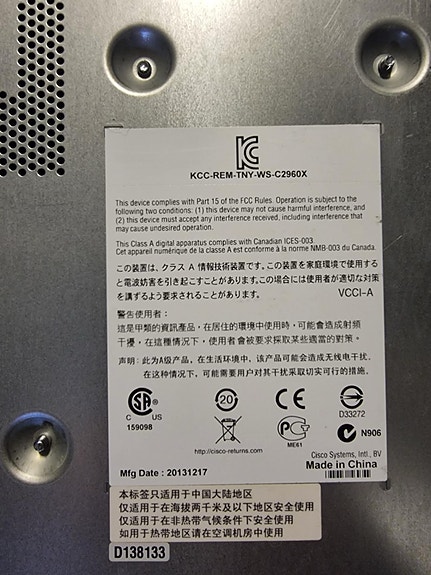 KCC-REM-TNY-WS-C2960X
This device complies with Part 15 of the FCC Rules. Operation is subject to the
following two conditions: (1) this device may not cause harmful interference, and
(2) this device must accept any interference received, including interference that
may cause undesired operation.
This Class A digital apparatus complies with Canadian ICES-003
Cet appareil numérique de la classe A est conforme à la norme NMB-003 du Canada.
この装置は、クラス A 情報技術装置です。この装置を家庭環境で使用すると
電波妨害を引き起こすことがあります。この場合には使用者が適切な対策
を講ずるよう要求されることがあります。
VCCI-A
警告使用者：
這是甲類的資訊產品，在居住的環境中使用時，可能會造成射頻
干擾，在這種情況下，使用者會被要求採取某些適當的對策。
声明：此为A级产品，在生活环境中，该产品可能会造成无线电干扰。
在这种情况下，可能需要用户对其干扰采取切实可行的措施。
SA
C US
159098
20
CE
D33272
http://cisco-returns.com
PC
ME61
N906
Cisco Systems, Intl., BV
Made in China
Mfg Date : 20131217
本标签只适用于中国大陆地区
仅适用于在海拔两千米及以下地区安全使用
仅适用于在非热带气候条件下安全使用
如用于热带地区请在空调机房中使用
D138133